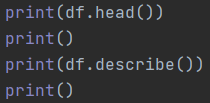 print(df.head())
print()
print(df.describe())
print()